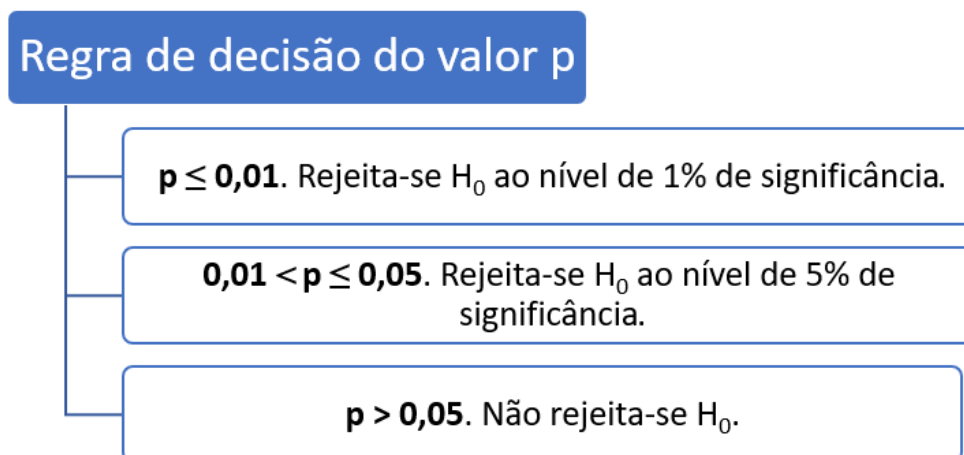 Regra de decisão do valor p
p ≤ 0,01. Rejeita-se H₀ ao nível de 1% de significância.
0,01 < p ≤ 0,05. Rejeita-se H₀ ao nível de 5% de
significância.
p > 0,05. Não rejeita-se H₀.